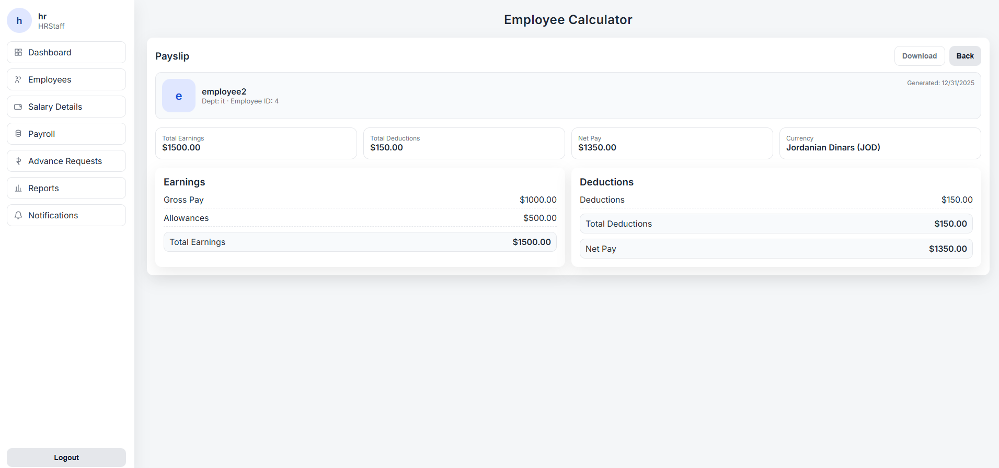 h
hr
HRStaff
Dashboard
Employees
Salary Details
Payroll
Advance Requests
Reports
Notifications
Logout
Employee Calculator
Payslip
Download
Back
e
employee2
Dept: it · Employee ID: 4
Generated: 12/31/2025
Total Earnings
$1500.00
Total Deductions
$150.00
Net Pay
$1350.00
Currency
Jordanian Dinars (JOD)
Earnings
Gross Pay $1000.00
Allowances $500.00
Total Earnings $1500.00
Deductions
Deductions $150.00
Total Deductions $150.00
Net Pay $1350.00